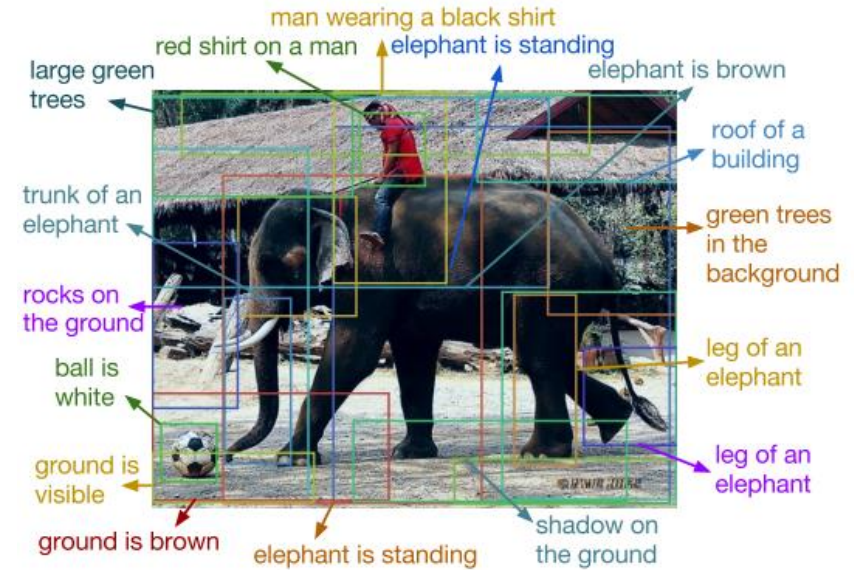 man wearing a black shirt
red shirt on a man
elephant is standing
large green
trees
elephant is brown
roof of a
building
trunk of an
elephant
green trees
in the
background
rocks on
the ground
leg of an
elephant
ball is
white
ground is
visible
leg of an
elephant
ground is brown
elephant is standing
shadow on
the ground